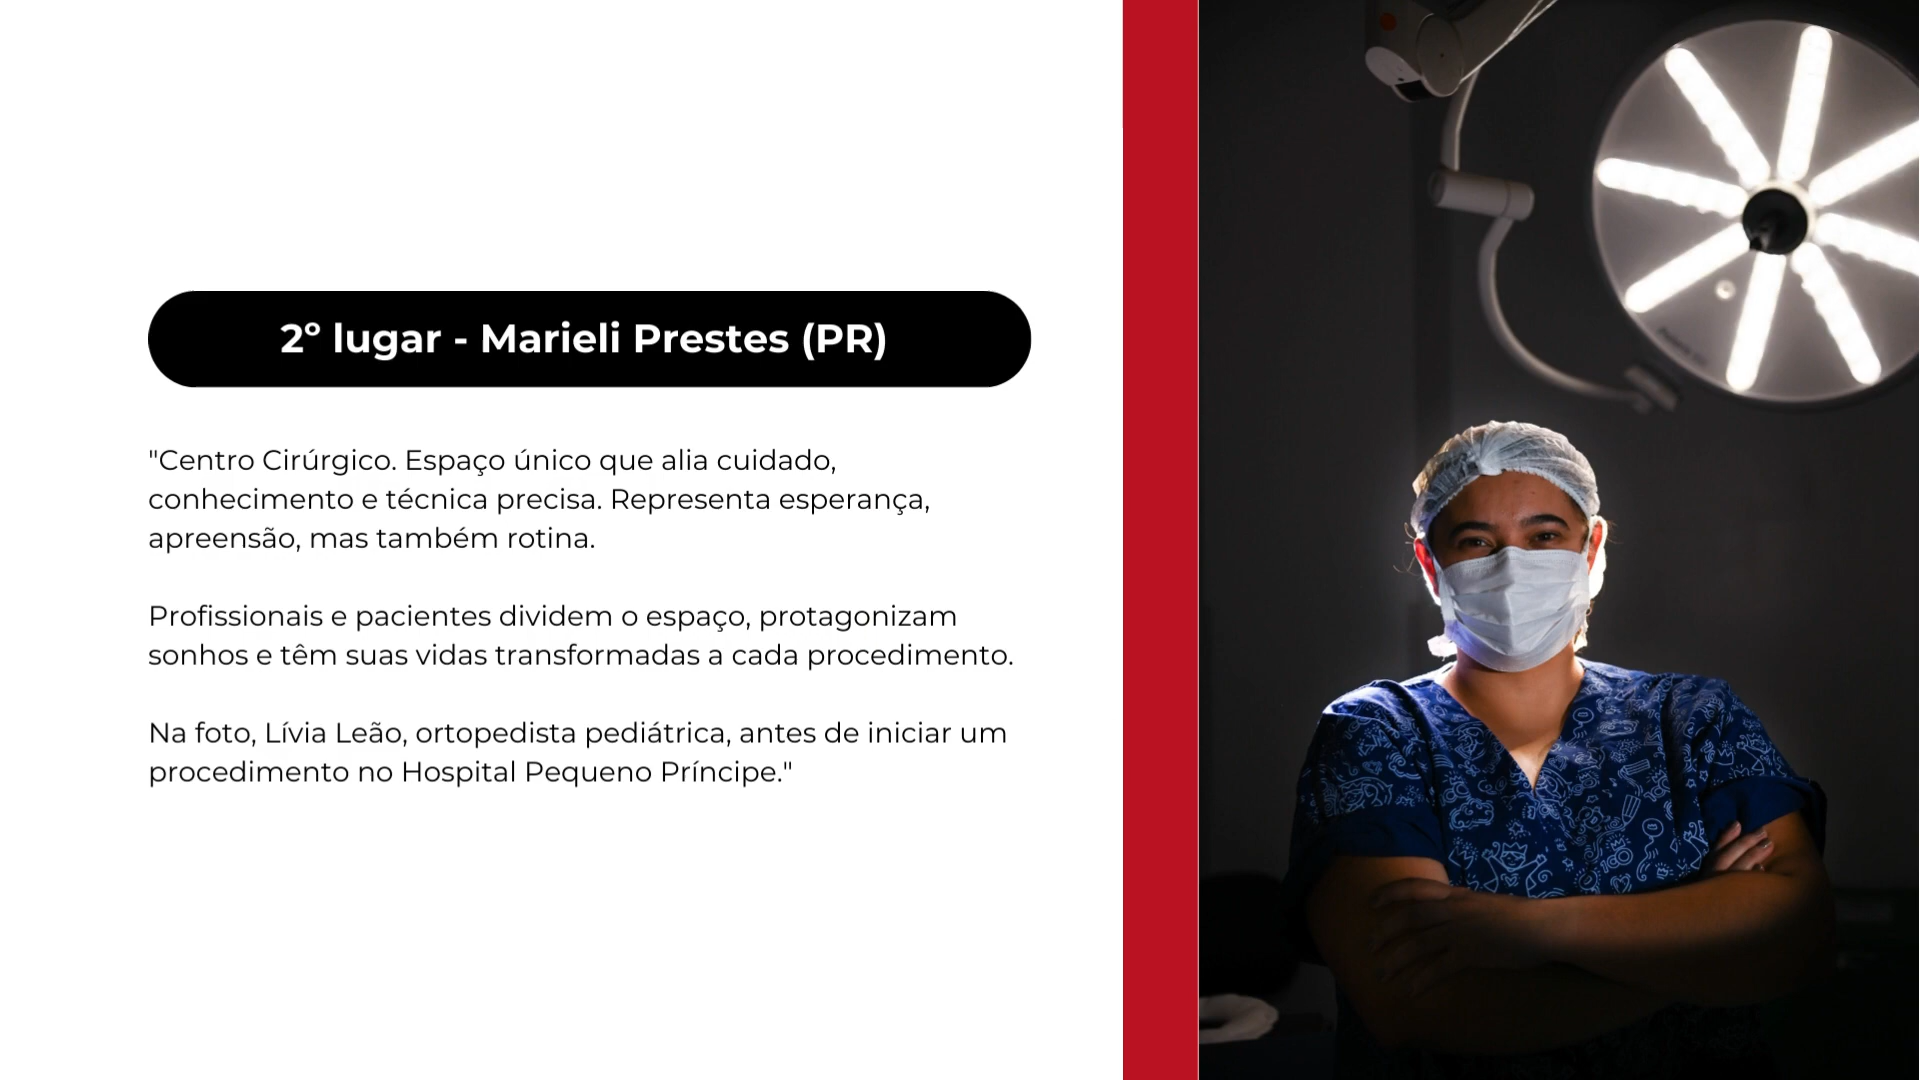 2º lugar - Marieli Prestes (PR)
"Centro Cirúrgico. Espaço único que alia cuidado,
conhecimento e técnica precisa. Representa esperança,
apreensão, mas também rotina.
Profissionais e pacientes dividem o espaço, protagonizam
sonhos e têm suas vidas transformadas a cada procedimento.
Na foto, Lívia Leão, ortopedista pediátrica, antes de iniciar um
procedimento no Hospital Pequeno Príncipe."